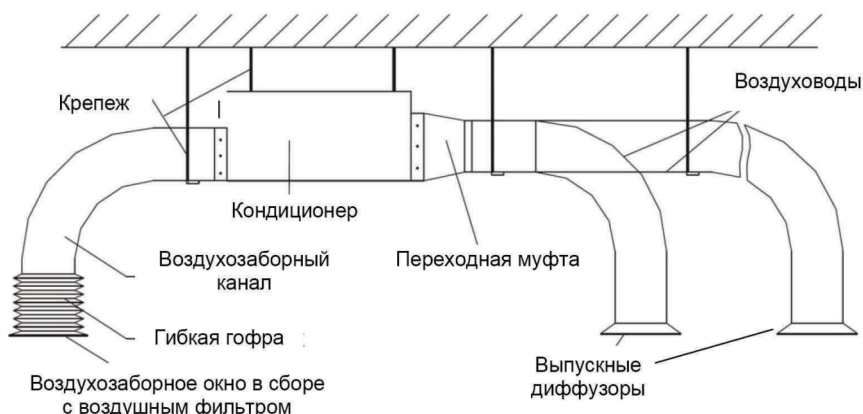 Воздуховоды
Крепеж
Кондиционер
Воздухозаборный
канал
Переходная муфта
Гибкая гофра
Выпускные
диффузоры
Воздухозаборное окно в сборе
с воздушным фильтром